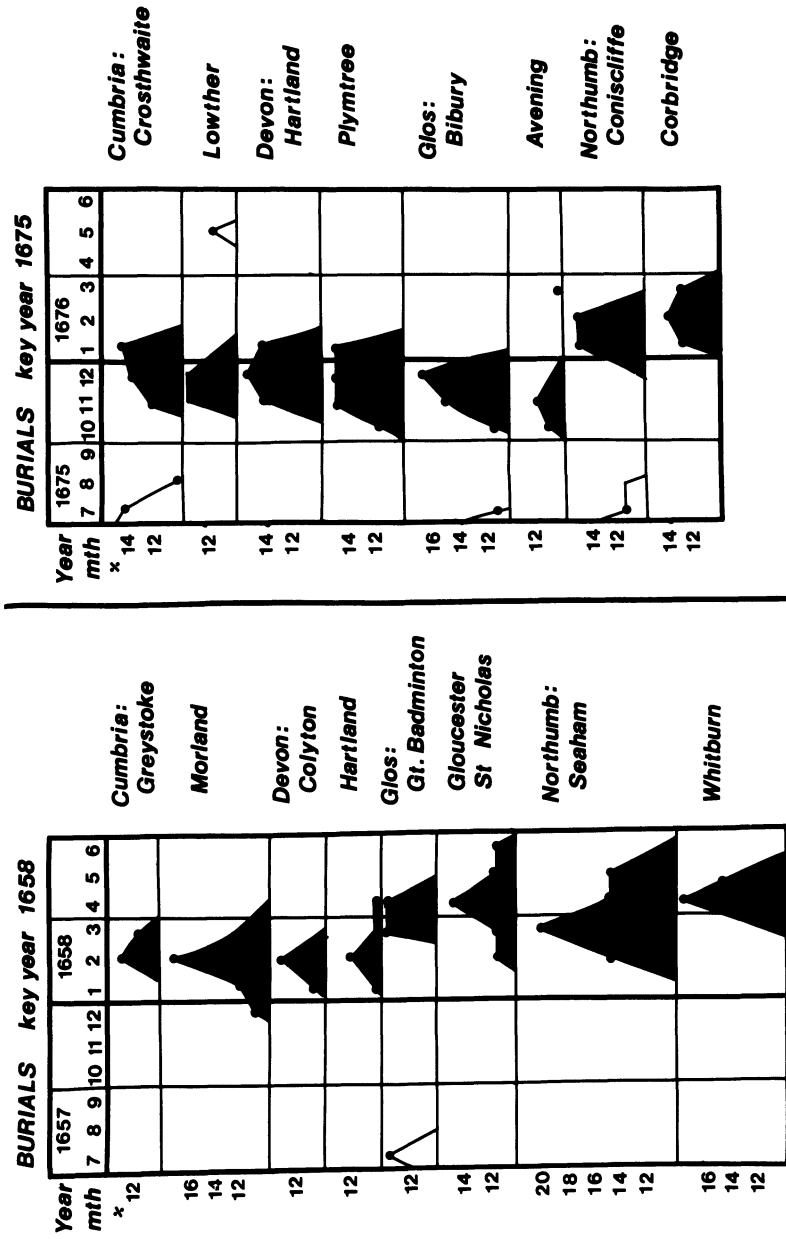 BURIALS key year 1658
Year 1657 1658
mth 7 8 9 10 11 12 1 2 3 4 5 6
%
12
Cumbria:
Greystoke
16
14
12
Morland
12
Devon:
Colyton
12
Hartland
12
Glos:
Gt. Badminton
14
12
Gloucester
St Nicholas
20
18
16
14
12
Northumb:
Seaham
16
14
12
Whitburn
BURIALS key year 1675
Year 1675 1676
mth 7 8 9 10 11 12 1 2 3 4 5 6
%
14
12
Cumbria:
Crosthwaite
12
Lowther
14
12
Devon:
Hartland
14
12
Plymtree
16
14
12
Glos:
Bibury
12
Avening
14
12
Northumb:
Coniscliffe
14
12
Corbridge